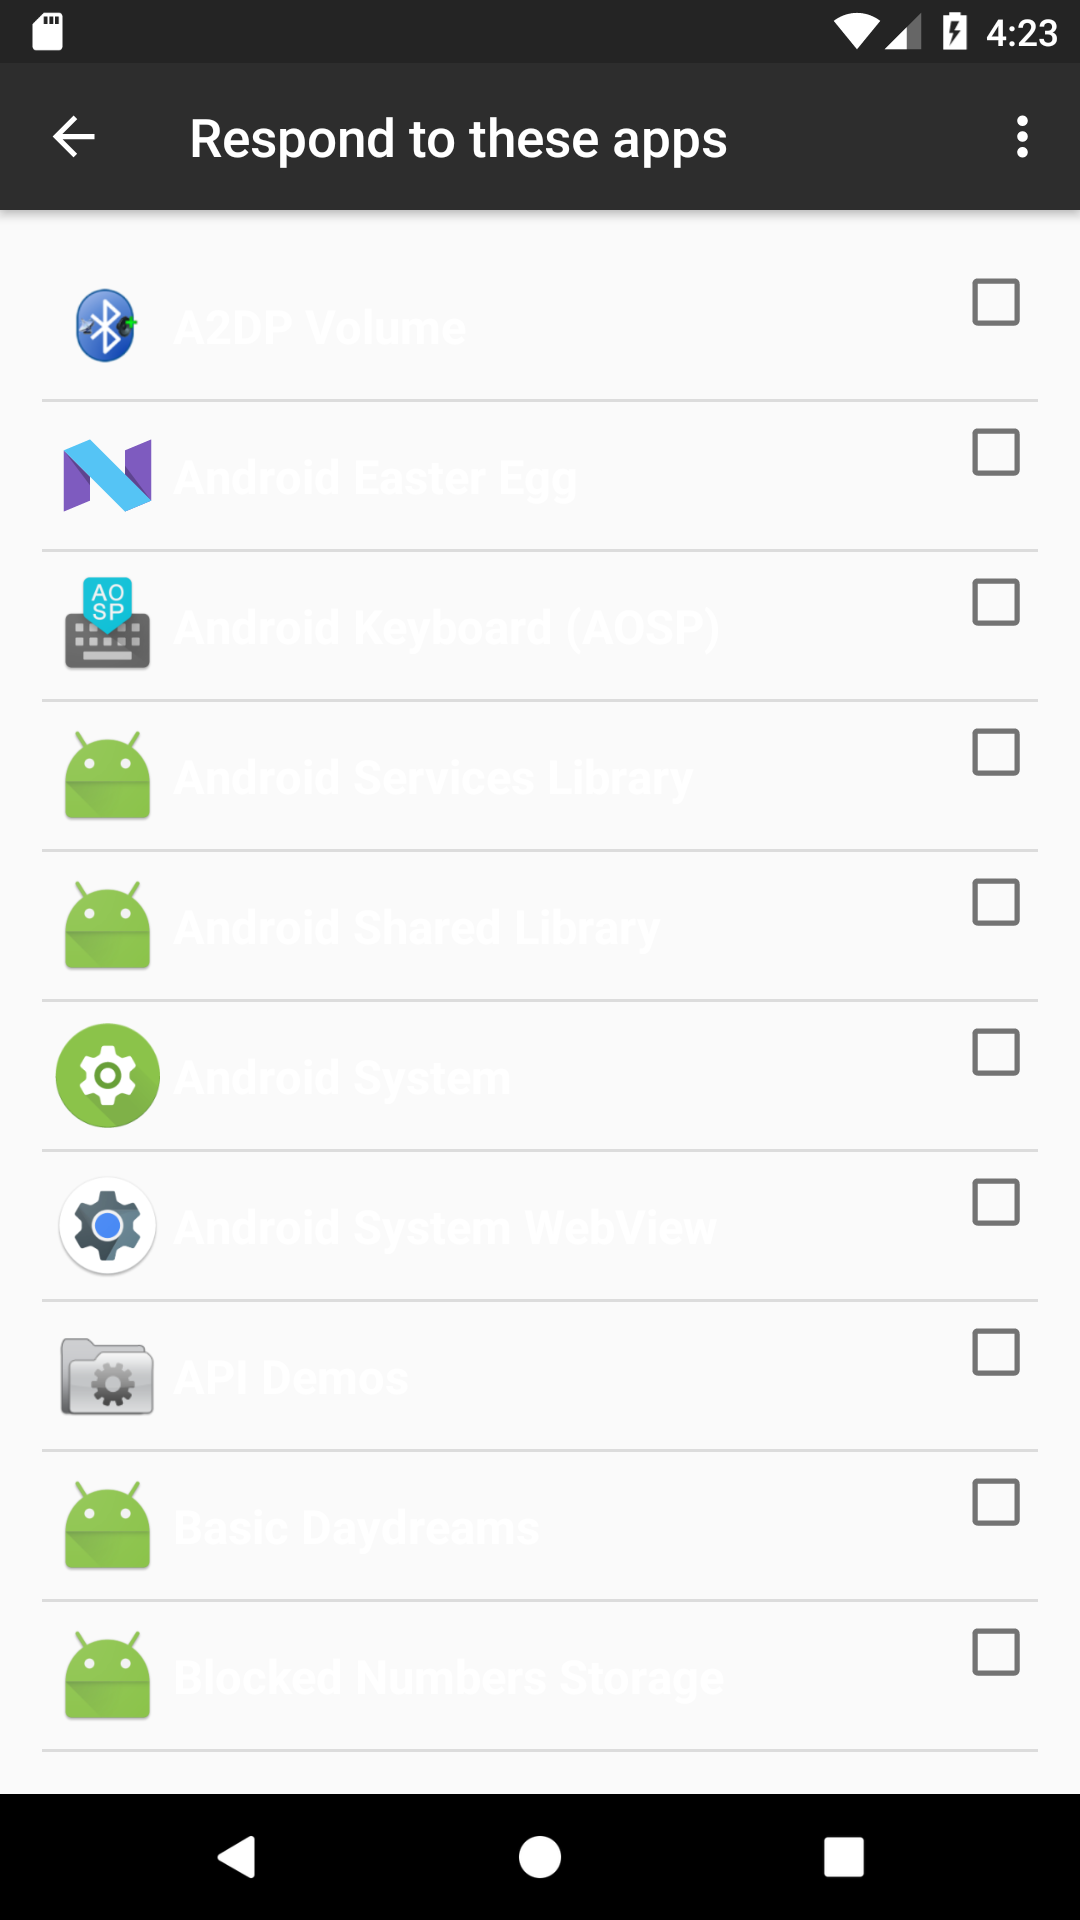 4:23
Respond to these apps
A2DP Volume
Android Easter Egg
AO
SP
Android Keyboard (AOSP)
Android Services Library
Android Shared Library
Android System
Android System WebView
API Demos
Basic Daydreams
Blocked Numbers Storage